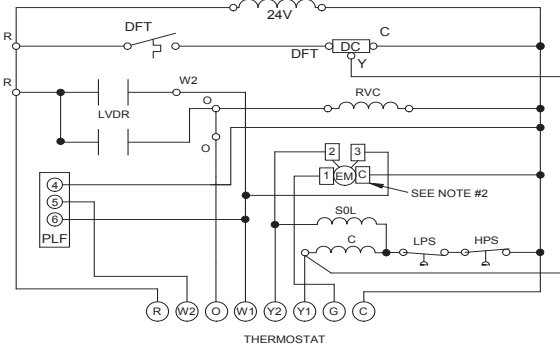 24V
DFT
R
C
DFT
DC
Y
R
W2
O
RVC
LVDR
O
2
3
1
EM
C
SEE NOTE #2
4
5
6
PLF
S0L
C
LPS
HPS
R
W2
O
W1
Y2
Y1
G
C
THERMOSTAT